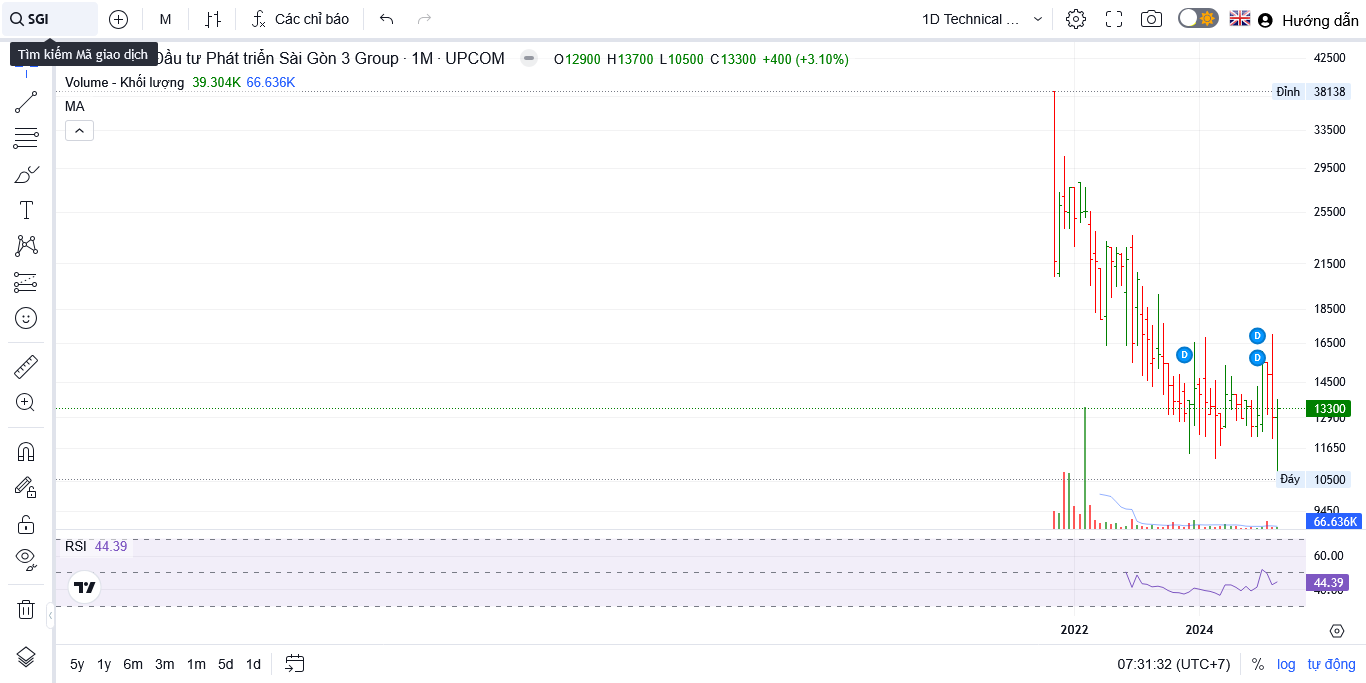 SGI
M
Các chỉ báo
1D Technical ...
Hướng dẫn
Tìm kiếm Mã giao dịch
Đầu tư Phát triển Sài Gòn 3 Group · 1M · UPCOM
O12900 H13700 L10500 C13300 +400 (+3.10%)
Volume - Khối lượng 39.304K 66.636K
MA
42500
Đỉnh 38138
33500
29500
25500
21500
18500
16500
D
D
D
14500
13300
12900
11650
Đáy 10500
9450
66.636K
RSI 44.39
60.00
44.39
40.00
2022 2024
5y 1y 6m 3m 1m 5d 1d
07:31:32 (UTC+7) % log tự động